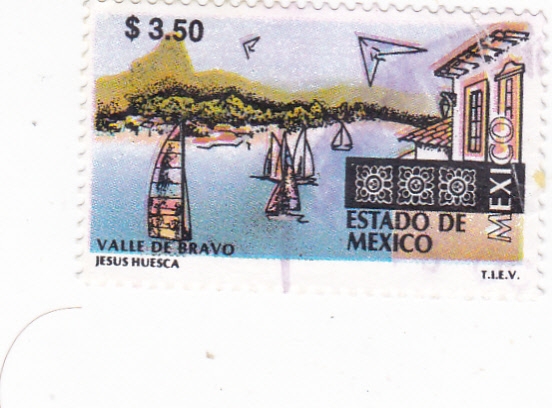 $ 3.50
MEXICO
ESTADO DE
MEXICO
VALLE DE BRAVO
JESUS HUESCA
T.I.E.V.